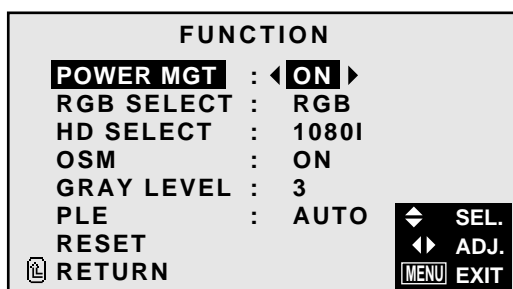 FUNCTION
POWER MGT : ON
RGB SELECT : RGB
HD SELECT : 1080I
OSM : ON
GRAY LEVEL : 3
PLE : AUTO
RESET
RETURN
SEL.
ADJ.
MENU EXIT